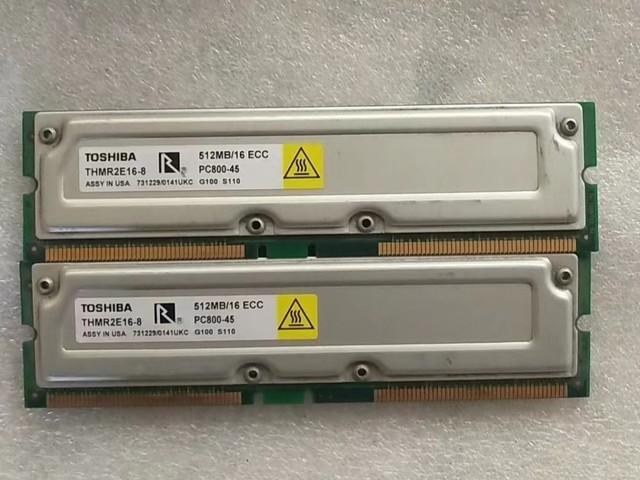 TOSHIBA R® 512MB/16 ECC
THMR2E16-8 PC800-45
ASSY IN USA 731229/0141UKC G100 S110
TOSHIBA R® 512MB/16 ECC
THMR2E16-8 PC800-45
ASSY IN USA 731229/0141UKC G100 S110